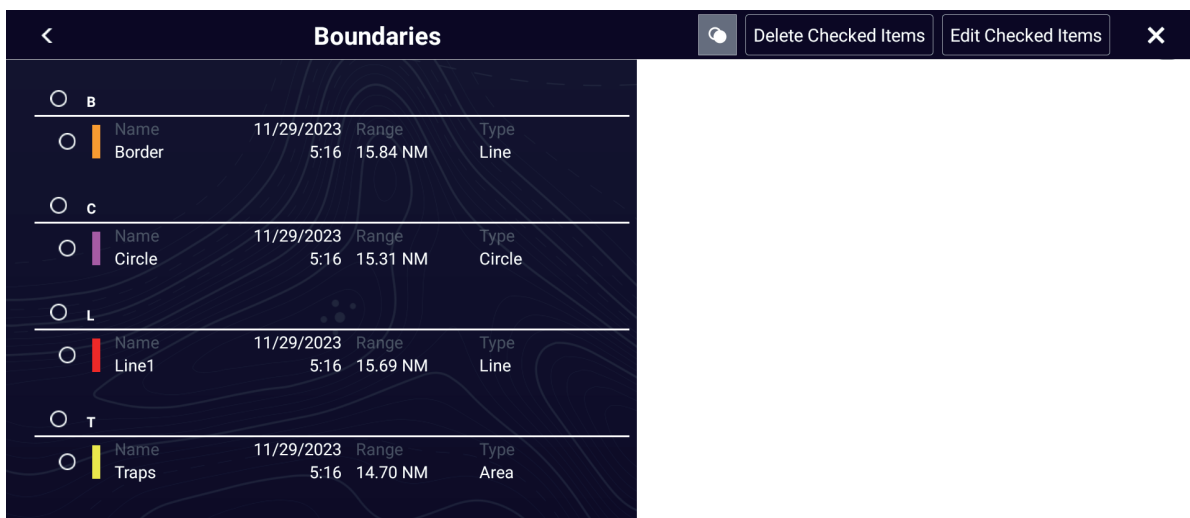 Boundaries Delete Checked Items Edit Checked Items
B
Name 11/29/2023 Range Type
Border 5:16 15.84 NM Line
C
Name 11/29/2023 Range Type
Circle 5:16 15.31 NM Circle
L
Name 11/29/2023 Range Type
Line1 5:16 15.69 NM Line
T
Name 11/29/2023 Range Type
Traps 5:16 14.70 NM Area